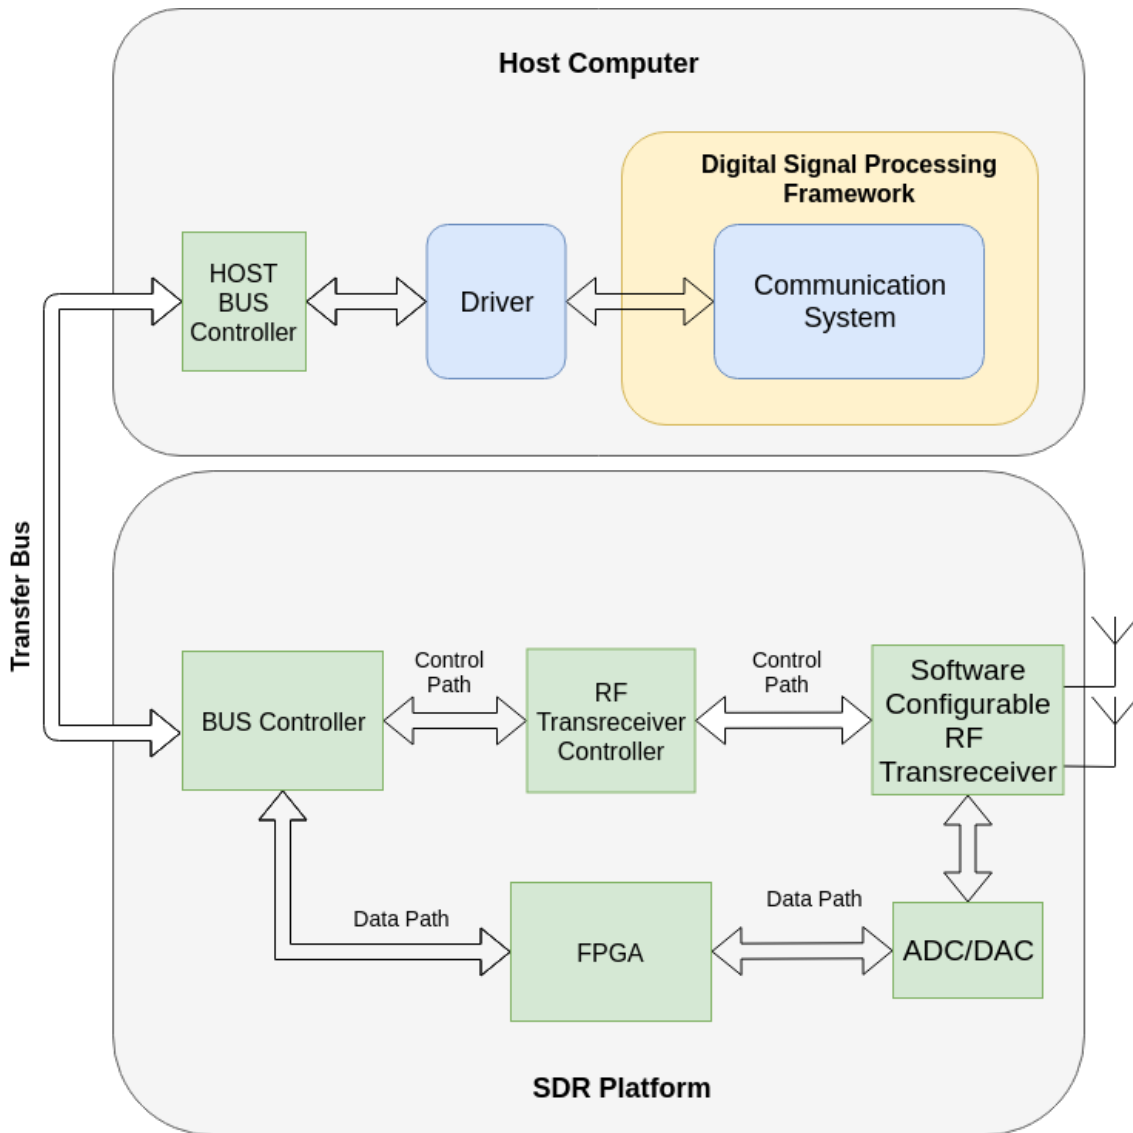 Host Computer
Digital Signal Processing
Framework
HOST
BUS
Controller
Driver
Communication
System
Transfer Bus
BUS Controller
Control
Path
RF
Transreceiver
Controller
Control
Path
Software
Configurable
RF
Transreceiver
Data Path
FPGA
Data Path
ADC/DAC
SDR Platform